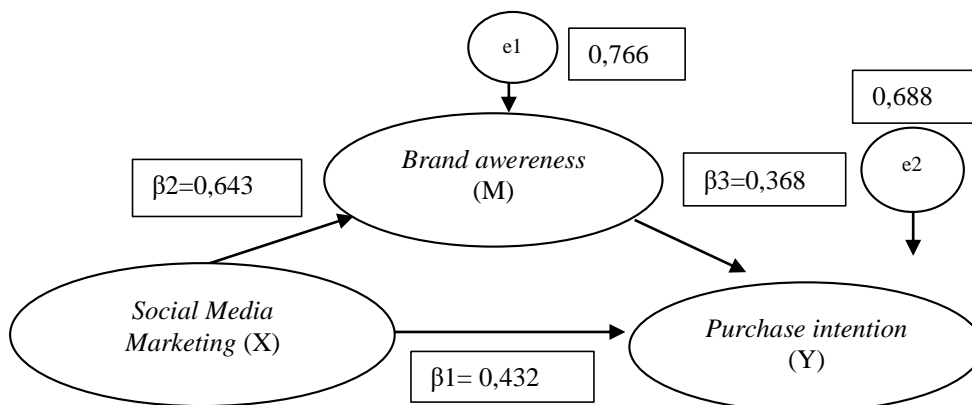 e1
0,766
0,688
Brand awereness
(M)
e2
β2=0,643
β3=0,368
Social Media
Marketing (X)
Purchase intention
(Y)
β1= 0,432